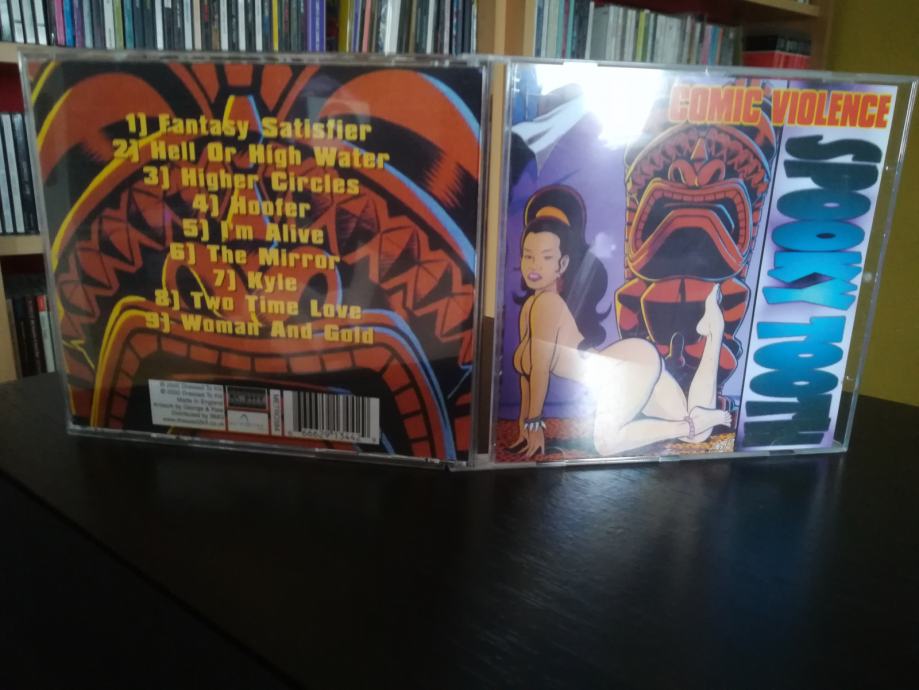 1) Fantasy Satisfier
2) Hell Or High Water
3) Higher Circles
4) Hoofer
5) I'm Alive
6) The Mirror
7) Kyle
8) Two Time Love
9) Woman And Gold
Made in England
COMIC VIOLENCE
SPOOKY TOOTH